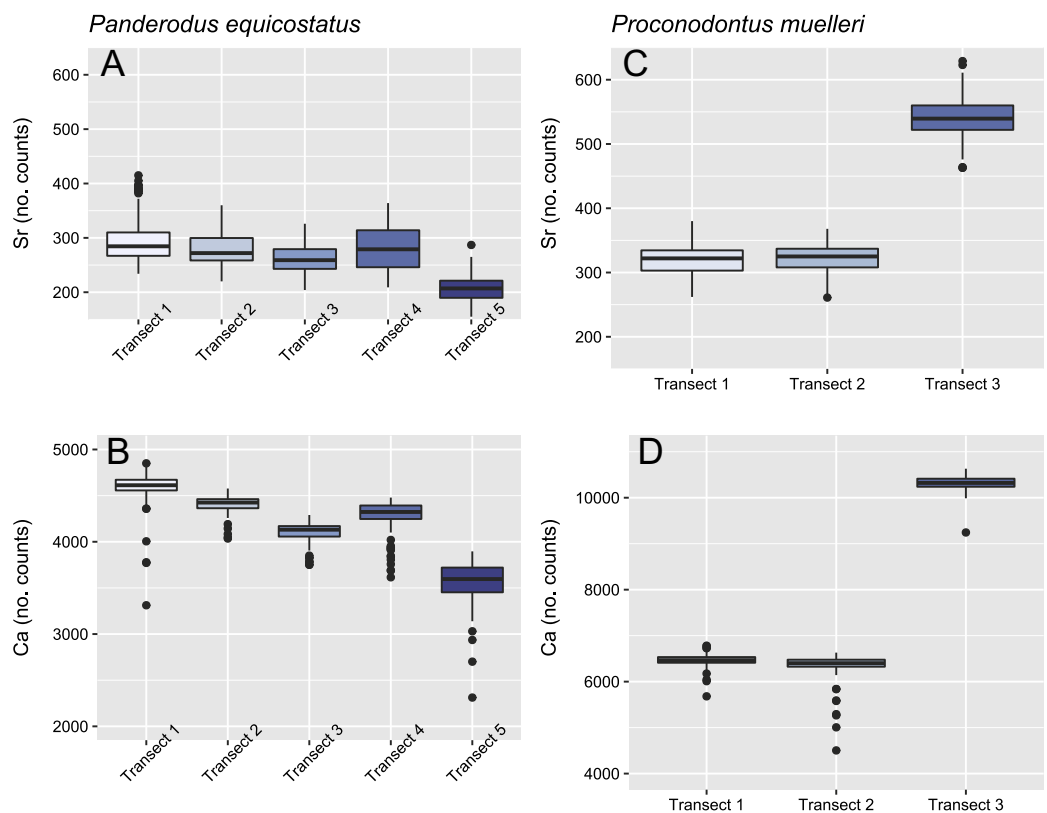 Panderodus equicostatus
Proconodontus muelleri
A
Sr (no. counts)
600
500
400
300
200
Transect 1
Transect 2
Transect 3
Transect 4
Transect 5
C
Sr (no. counts)
600
500
400
300
200
Transect 1
Transect 2
Transect 3
B
Ca (no. counts)
5000
4000
3000
2000
Transect 1
Transect 2
Transect 3
Transect 4
Transect 5
D
Ca (no. counts)
10000
8000
6000
4000
Transect 1
Transect 2
Transect 3